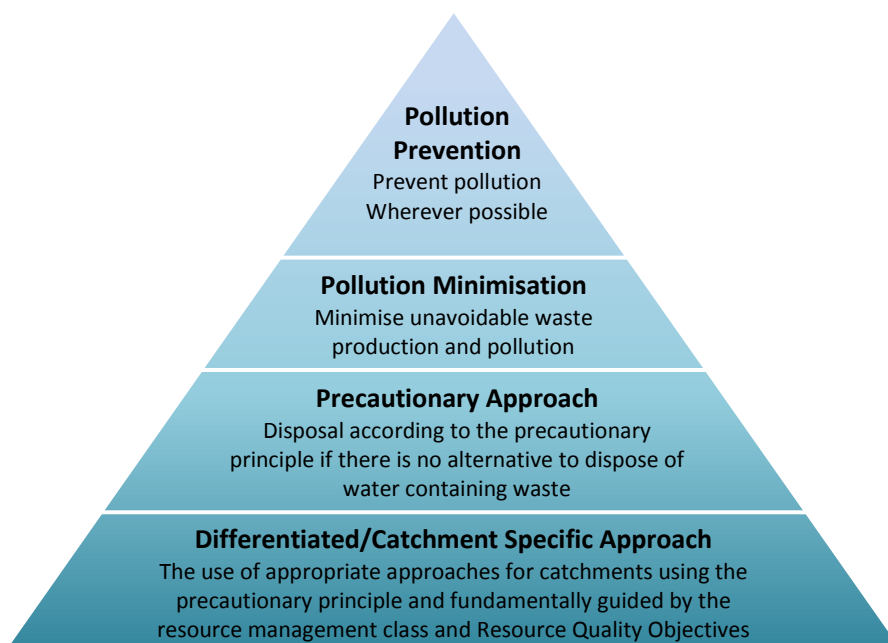 Pollution
Prevention
Prevent pollution
Wherever possible
Pollution Minimisation
Minimise unavoidable waste
production and pollution
Precautionary Approach
Disposal according to the precautionary
principle if there is no alternative to dispose of
water containing waste
Differentiated/Catchment Specific Approach
The use of appropriate approaches for catchments using the
precautionary principle and fundamentally guided by the
resource management class and Resource Quality Objectives